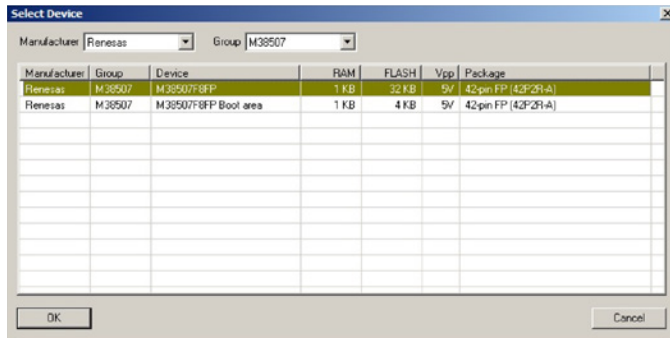 Select Device
Manufacturer Renesas Group M38507
Manufacturer Group Device RAM FLASH Vpp Package
Renesas M38507 M38507F8FP 1 KB 32 KB 5V 42-pin FP (42P2R-A)
Renesas M38507 M38507F8FP Boot area 1 KB 4 KB 5V 42-pin FP (42P2R-A)
OK Cancel